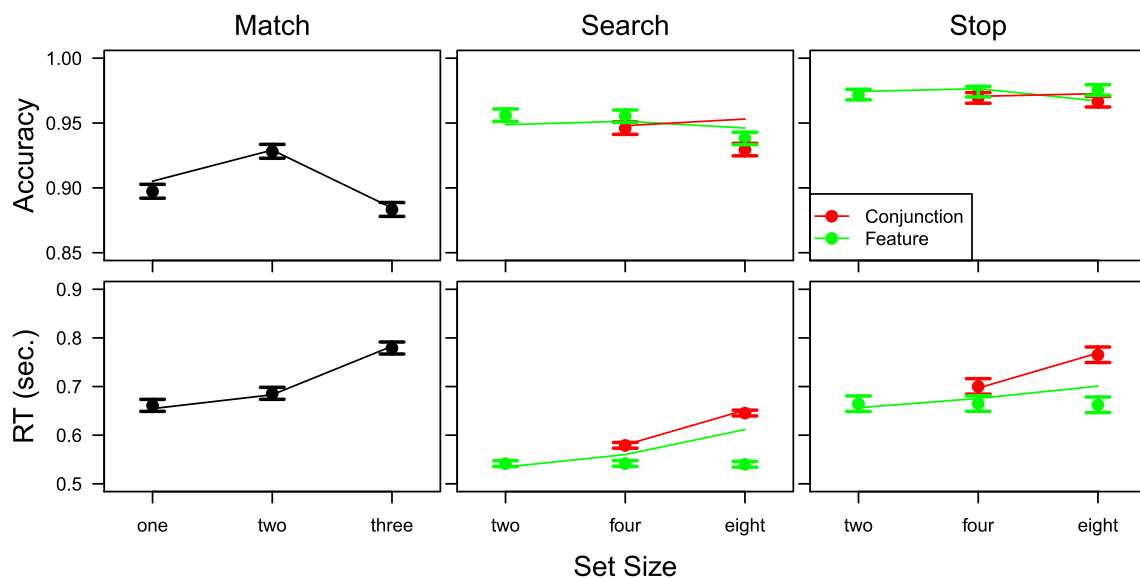 Match Search Stop
Accuracy
1.00
0.95
0.90
0.85
Conjunction
Feature
RT (sec.)
0.9
0.8
0.7
0.6
0.5
one two three two four eight two four eight
Set Size